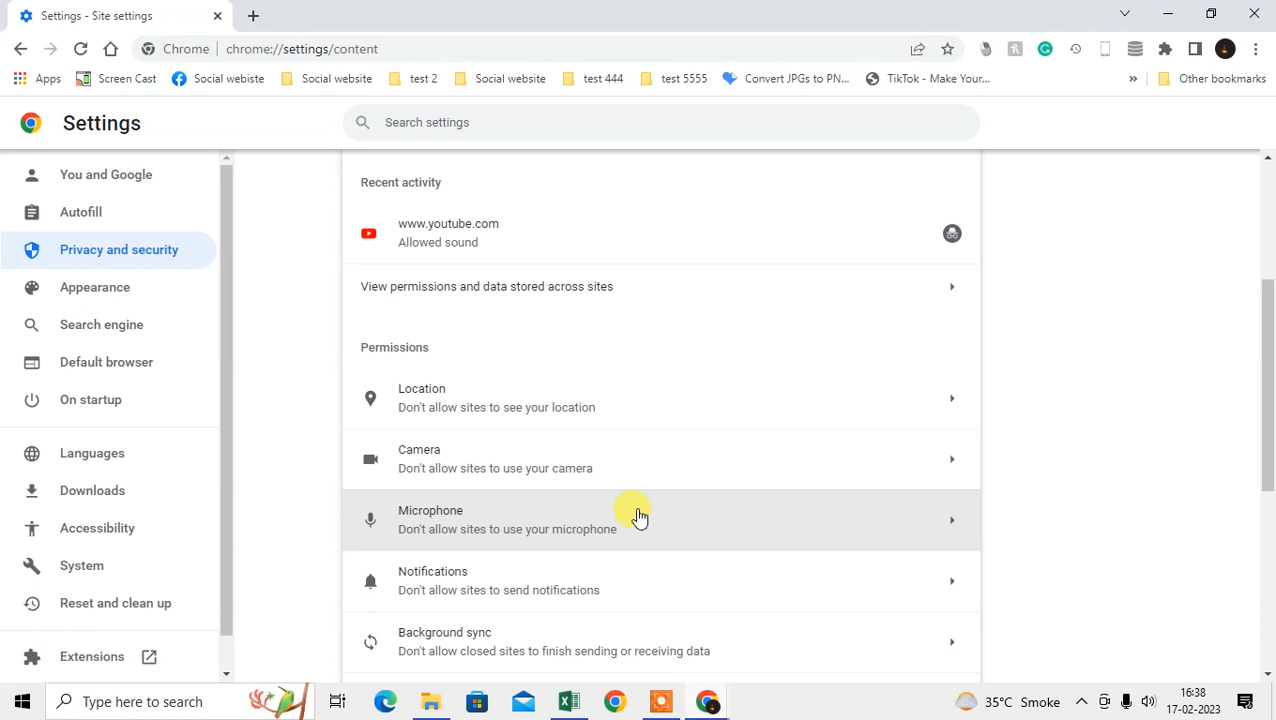 Settings - Site settings
Chrome
chrome://settings/content
Apps
Screen Cast
Social webiste
Social website
test 2
Social website
test 444
test 5555
Convert JPGs to PN...
TikTok - Make Your...
»
Other bookmarks
Settings
Search settings
You and Google
Autofill
Privacy and security
Appearance
Search engine
Default browser
On startup
Languages
Downloads
Accessibility
System
Reset and clean up
Extensions
Recent activity
www.youtube.com
Allowed sound
View permissions and data stored across sites
Permissions
Location
Don't allow sites to see your location
Camera
Don't allow sites to use your camera
Microphone
Don't allow sites to use your microphone
Notifications
Don't allow sites to send notifications
Background sync
Don't allow closed sites to finish sending or receiving data
Type here to search
35°C Smoke
16:38
17-02-2023